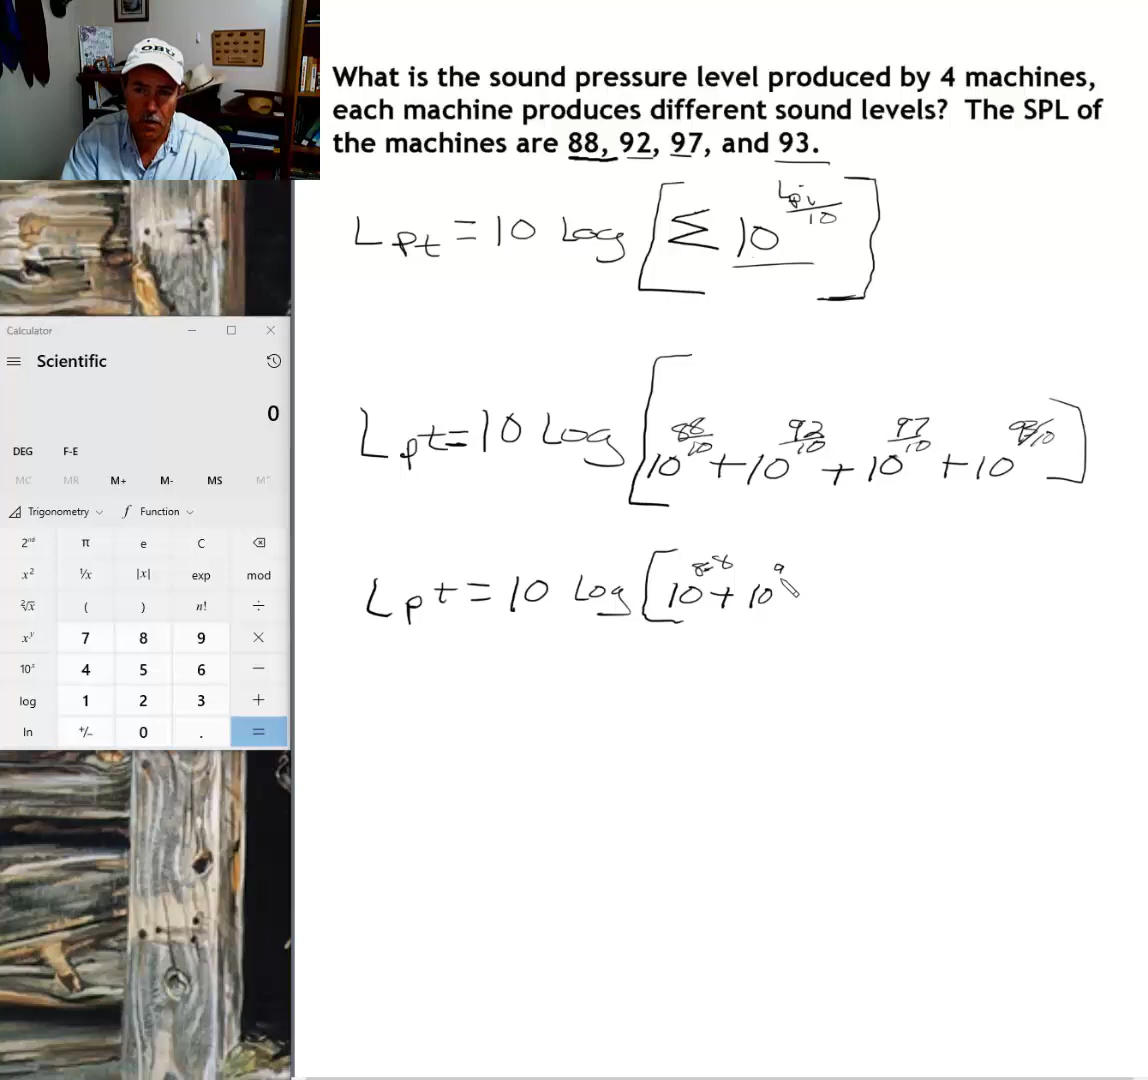 OBU
What is the sound pressure level produced by 4 machines,
each machine produces different sound levels? The SPL of
the machines are 88, 92, 97, and 93.
Lpt = 10 Log [Σ 10^(Lpi/10)]
Lpt = 10 Log [10^(88/10) + 10^(92/10) + 10^(97/10) + 10^(93/10)]
Lpt = 10 Log [10^8.8 + 10^9
Calculator
Scientific
0
DEG F-E
MC MR M+ M- MS M˅
Trigonometry f Function
2ⁿᵈ π e C
x² ¹/x |x| exp mod
²√x ( ) n! ÷
xʸ 7 8 9 ×
10ˣ 4 5 6 −
log 1 2 3 +
ln +/− 0 . =